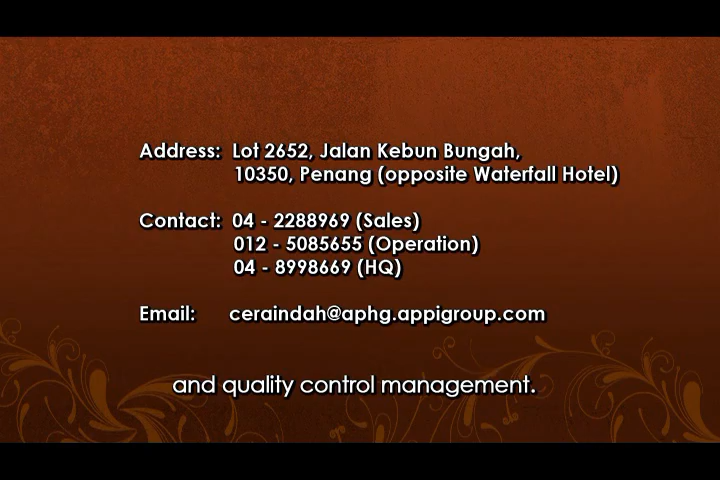 Address: Lot 2652, Jalan Kebun Bungah,
10350, Penang (opposite Waterfall Hotel)
Contact: 04 - 2288969 (Sales)
012 - 5085655 (Operation)
04 - 8998669 (HQ)
Email: ceraindah@aphg.appigroup.com
and quality control management.